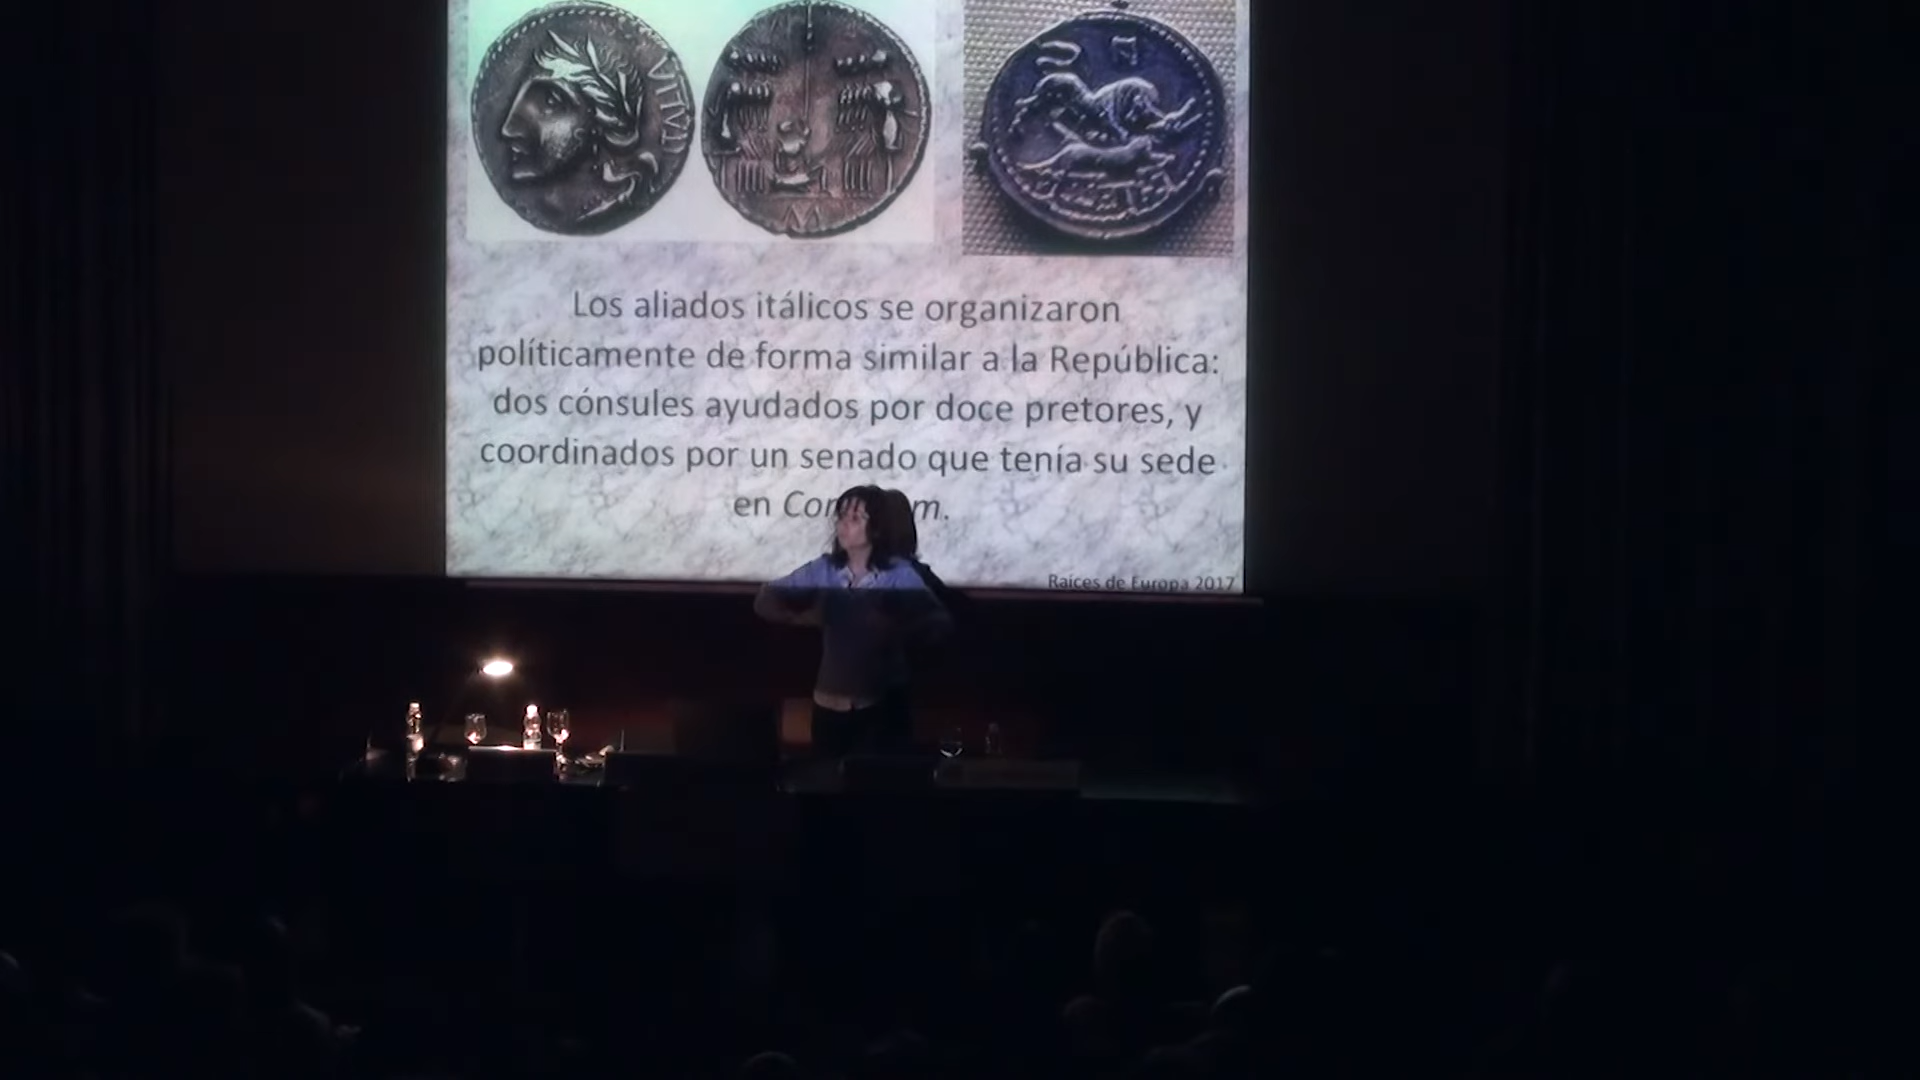 Los aliados itálicos se organizaron
políticamente de forma similar a la República:
dos cónsules ayudados por doce pretores, y
coordinados por un senado que tenía su sede
en
Raíces de Europa 2017